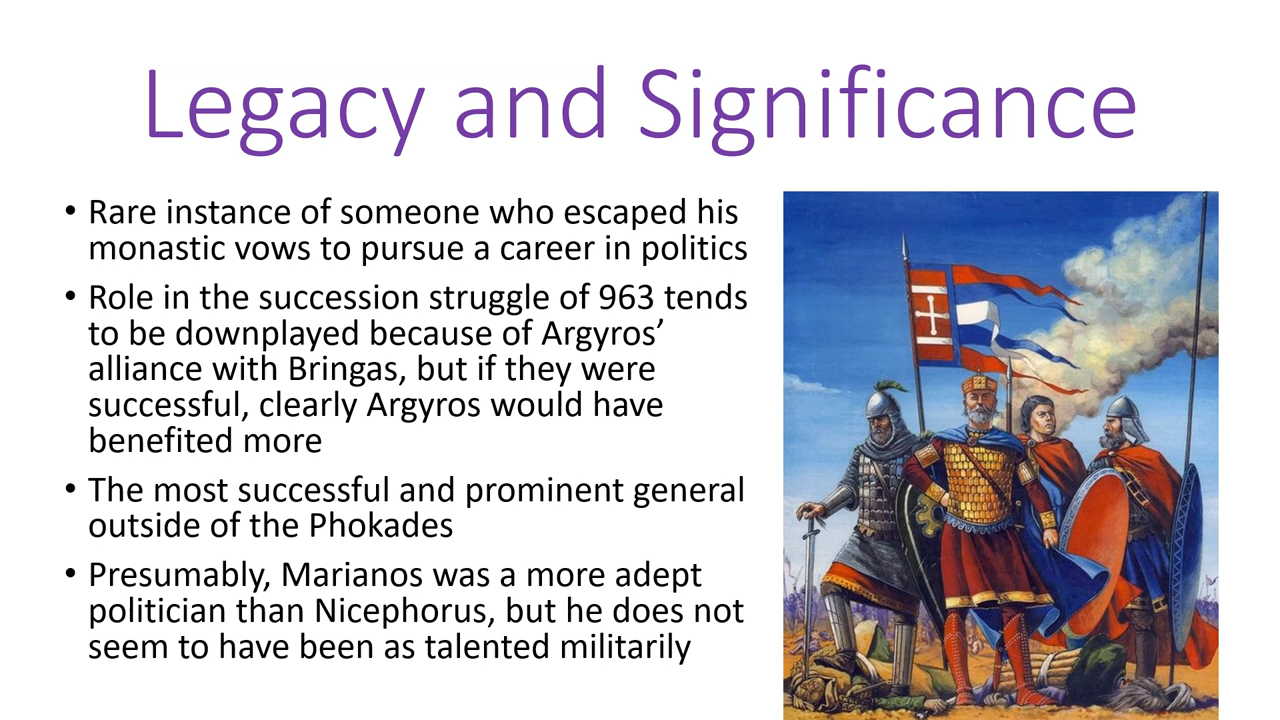 Legacy and Significance
• Rare instance of someone who escaped his
monastic vows to pursue a career in politics
• Role in the succession struggle of 963 tends
to be downplayed because of Argyros’
alliance with Bringas, but if they were
successful, clearly Argyros would have
benefited more
• The most successful and prominent general
outside of the Phokades
• Presumably, Marianos was a more adept
politician than Nicephorus, but he does not
seem to have been as talented militarily